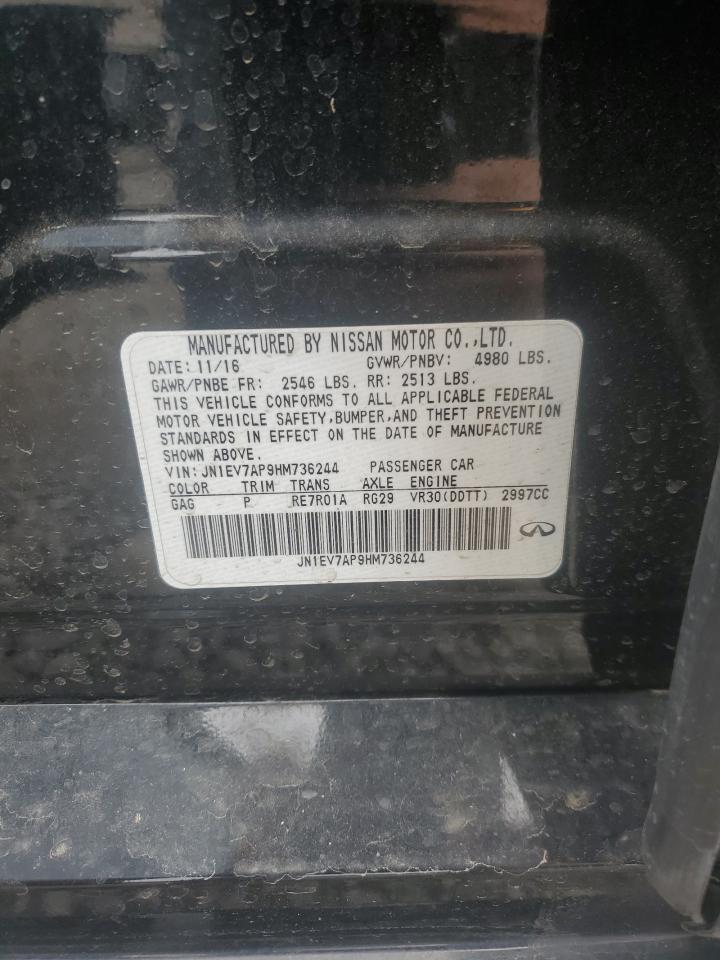 MANUFACTURED BY NISSAN MOTOR CO.,LTD.
DATE: 11/16 GVWR/PNBV: 4980 LBS.
GAWR/PNBE FR: 2546 LBS. RR: 2513 LBS.
THIS VEHICLE CONFORMS TO ALL APPLICABLE FEDERAL
MOTOR VEHICLE SAFETY,BUMPER,AND THEFT PREVENTION
STANDARDS IN EFFECT ON THE DATE OF MANUFACTURE
SHOWN ABOVE.
VIN:JN1EV7AP9HM736244 PASSENGER CAR
COLOR TRIM TRANS AXLE ENGINE
GAG P RE7R01A RG29 VR30(DDTT) 2997CC
JN1EV7AP9HM736244